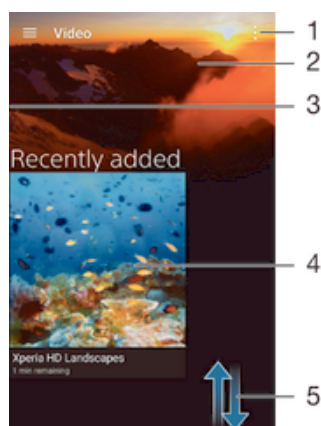 Video
1
2
3
Recently added
4
Xperia HD Landscapes
1 min remaining
5